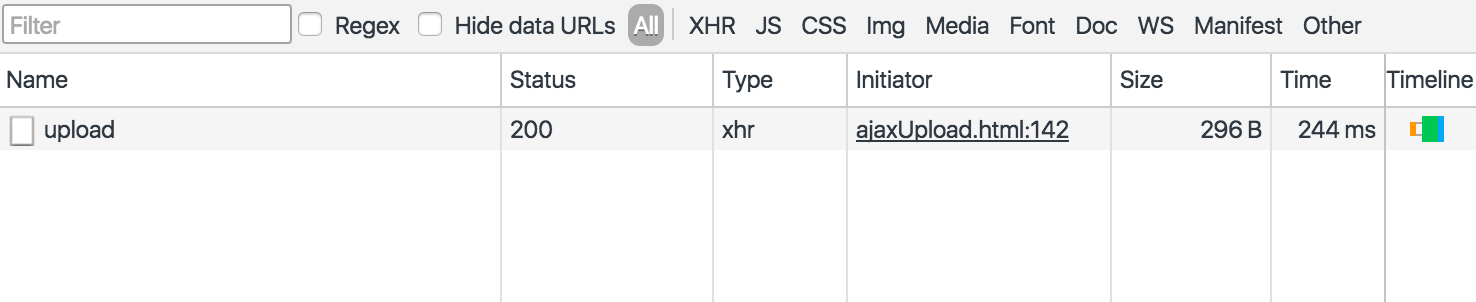 Filter Regex Hide data URLs All XHR JS CSS Img Media Font Doc WS Manifest Other
Name Status Type Initiator Size Time Timeline
upload 200 xhr ajaxUpload.html:142 296 B 244 ms